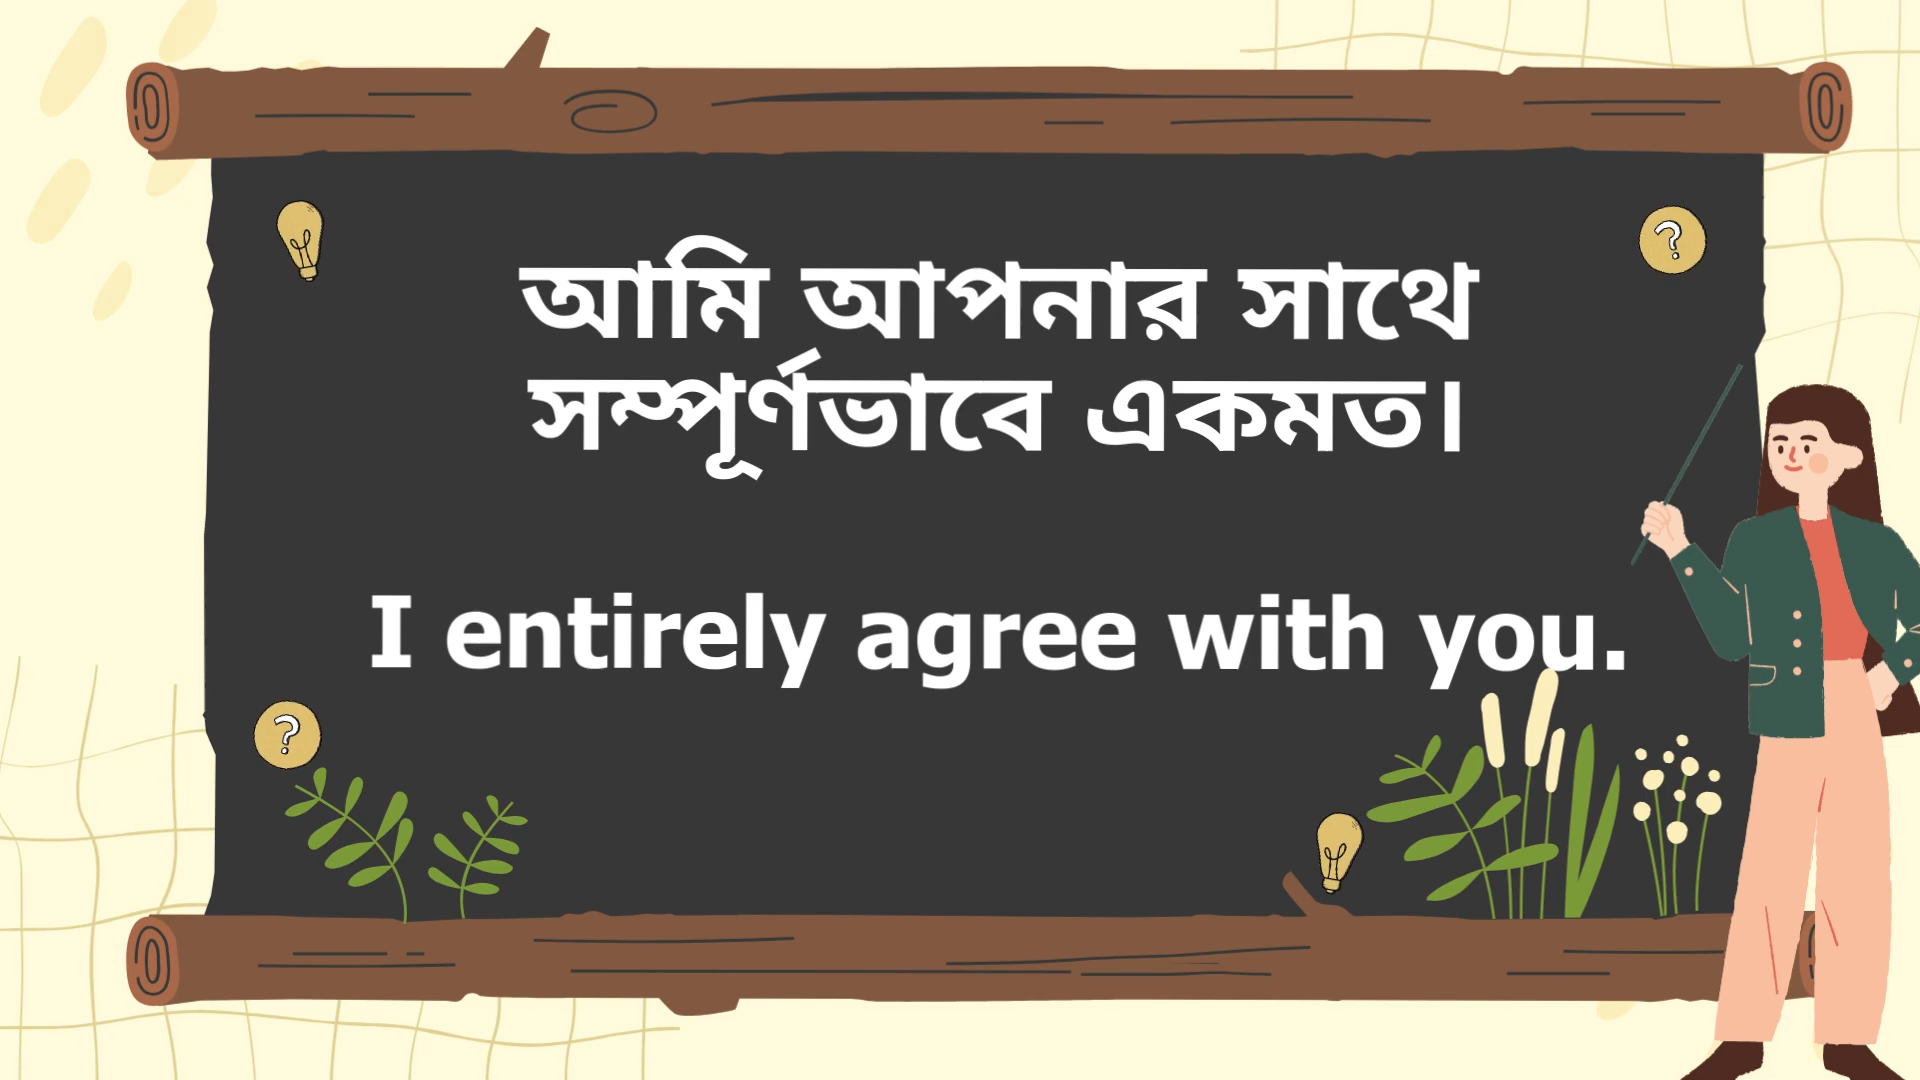 আমি আপনার সাথে
সম্পূর্ণভাবে একমত।
I entirely agree with you.